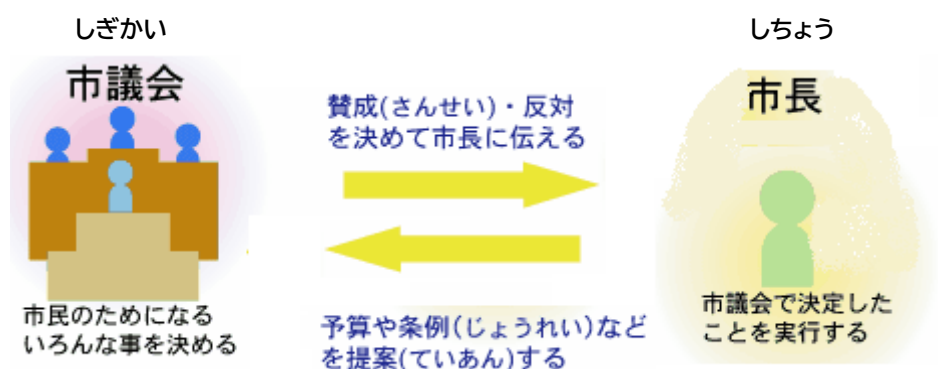 しぎかい
市議会
市民のためになる
いろんな事を決める
賛成(さんせい)・反対
を決めて市長に伝える
予算や条例(じょうれい)など
を提案(ていあん)する
しちょう
市長
市議会で決定した
ことを実行する